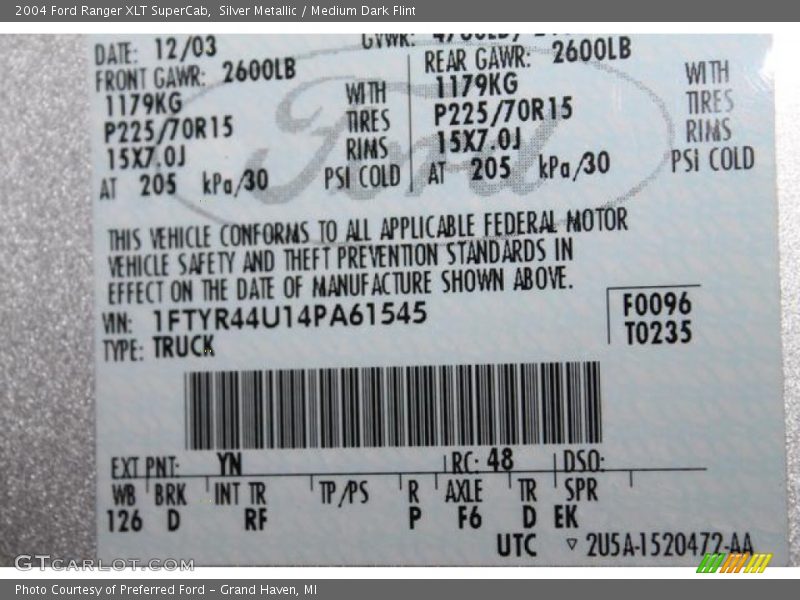 2004 Ford Ranger XLT SuperCab, Silver Metallic / Medium Dark Flint
DATE: 12/03 GVWR:
FRONT GAWR: 2600LB REAR GAWR: 2600LB
1179KG WITH 1179KG WITH
P225/70R15 TIRES P225/70R15 TIRES
15X7.0J RIMS 15X7.0J RIMS
AT 205 kPa/30 PSI COLD AT 205 kPa/30 PSI COLD
Ford
THIS VEHICLE CONFORMS TO ALL APPLICABLE FEDERAL MOTOR
VEHICLE SAFETY AND THEFT PREVENTION STANDARDS IN
EFFECT ON THE DATE OF MANUFACTURE SHOWN ABOVE.
VIN: 1FTYR44U14PA61545 F0096
TYPE: TRUCK T0235
EXT PNT: YN RC: 48 DSO:
WB BRK INT TR TP/PS R AXLE TR SPR
126 D RF P F6 D EK
UTC ▽ 2U5A-1520472-AA
GTcarlot.com
Photo Courtesy of Preferred Ford – Grand Haven, MI